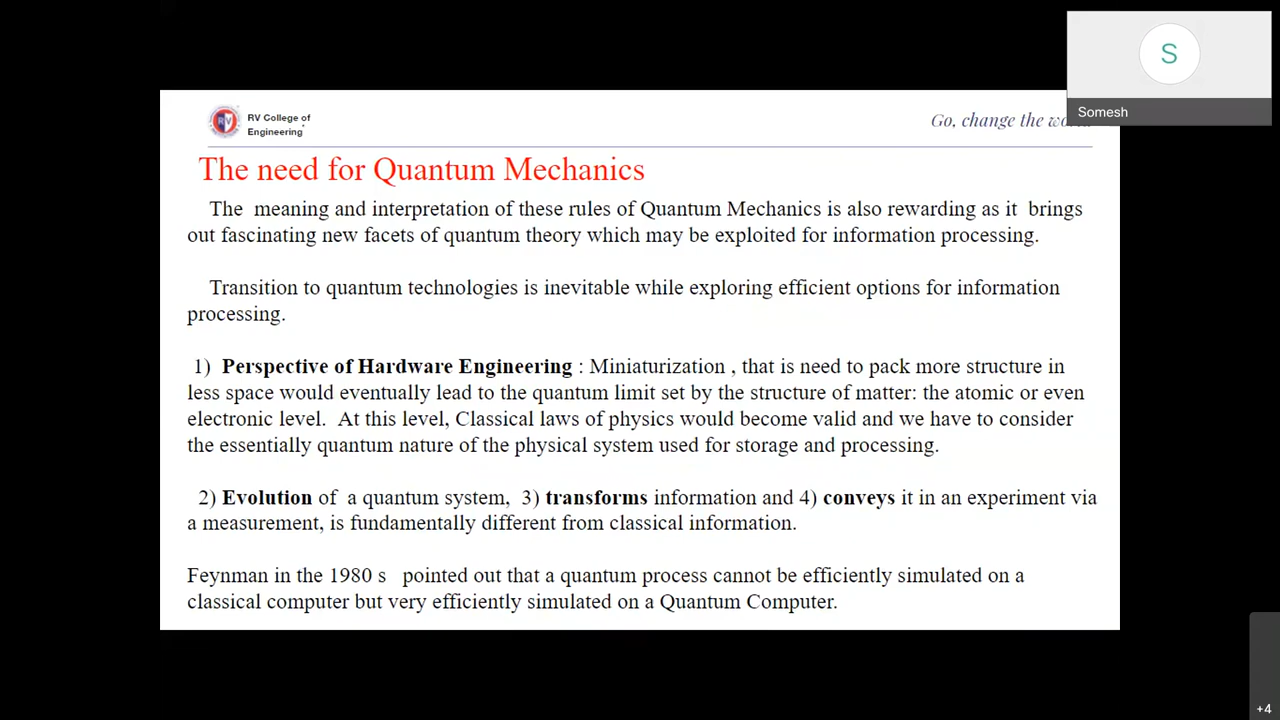 S
Somesh
RV College of
Engineering
Go, change the wo
The need for Quantum Mechanics
The meaning and interpretation of these rules of Quantum Mechanics is also rewarding as it brings
out fascinating new facets of quantum theory which may be exploited for information processing.
Transition to quantum technologies is inevitable while exploring efficient options for information
processing.
1) Perspective of Hardware Engineering : Miniaturization , that is need to pack more structure in
less space would eventually lead to the quantum limit set by the structure of matter: the atomic or even
electronic level. At this level, Classical laws of physics would become valid and we have to consider
the essentially quantum nature of the physical system used for storage and processing.
2) Evolution of a quantum system, 3) transforms information and 4) conveys it in an experiment via
a measurement, is fundamentally different from classical information.
Feynman in the 1980 s pointed out that a quantum process cannot be efficiently simulated on a
classical computer but very efficiently simulated on a Quantum Computer.
+4